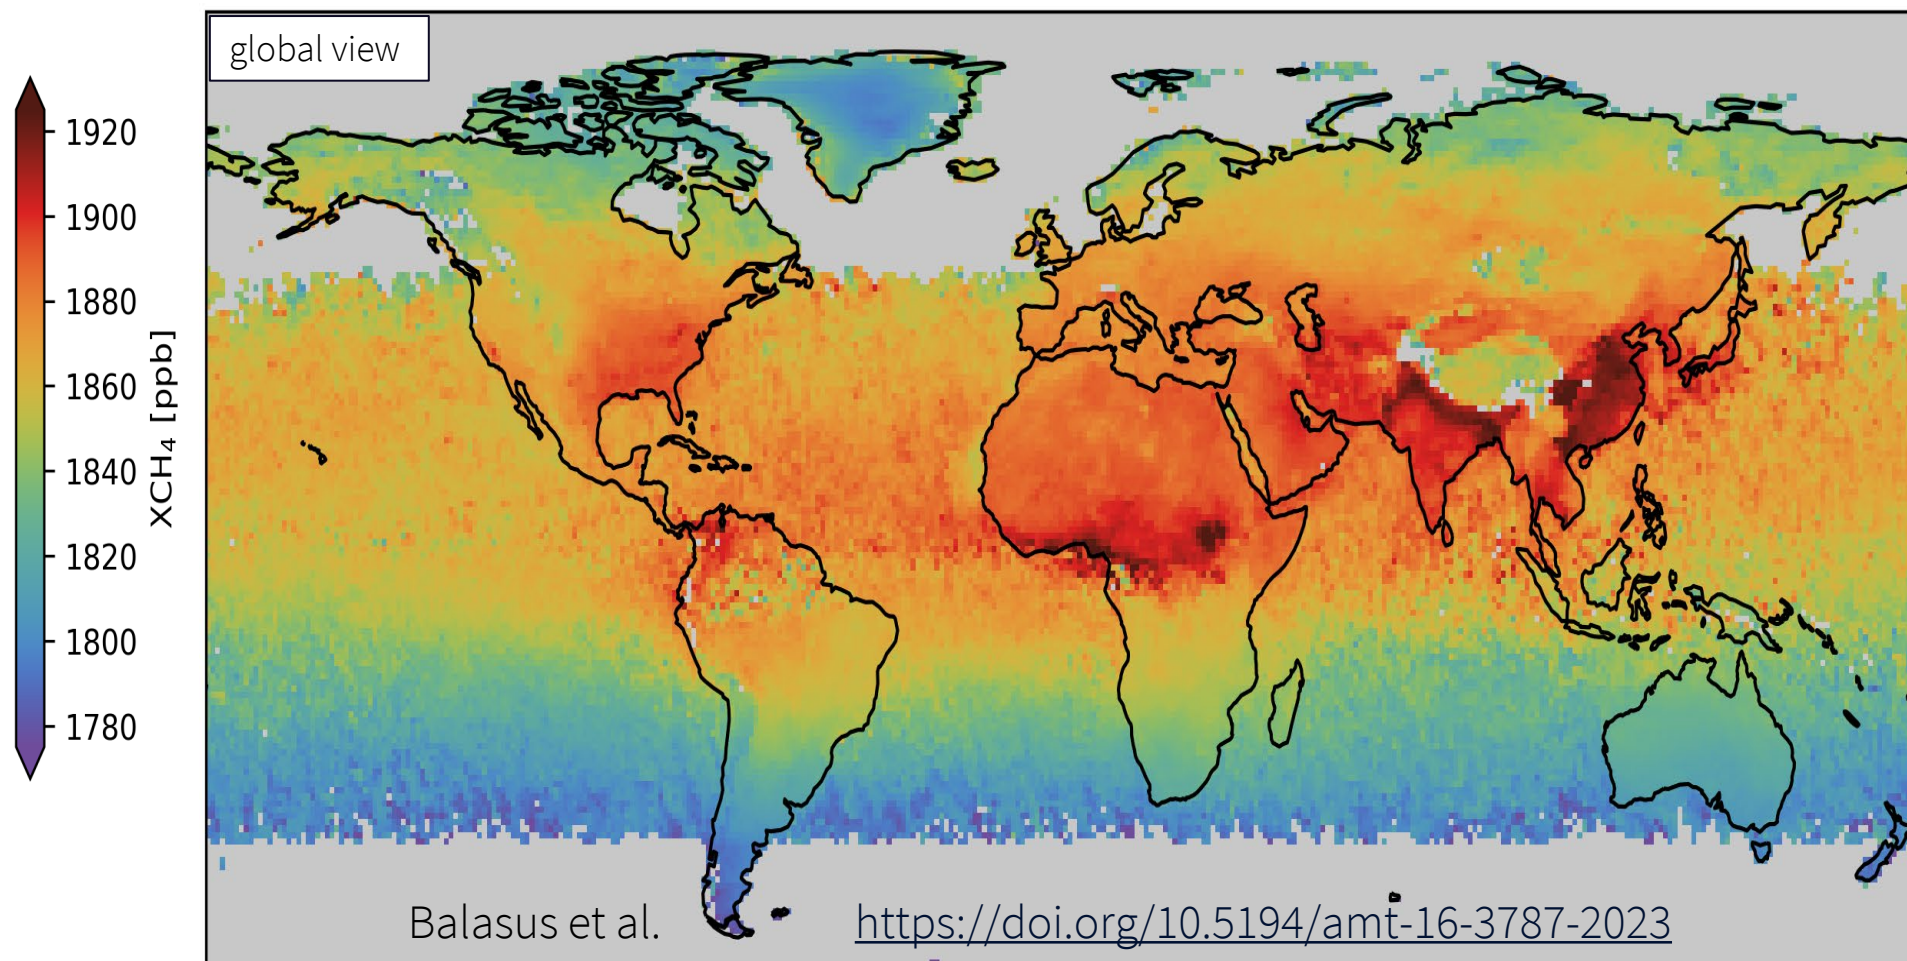 global view
1920
1900
1880
1860
1840
1820
1800
1780
XCH₄ [ppb]
Balasus et al. https://doi.org/10.5194/amt-16-3787-2023